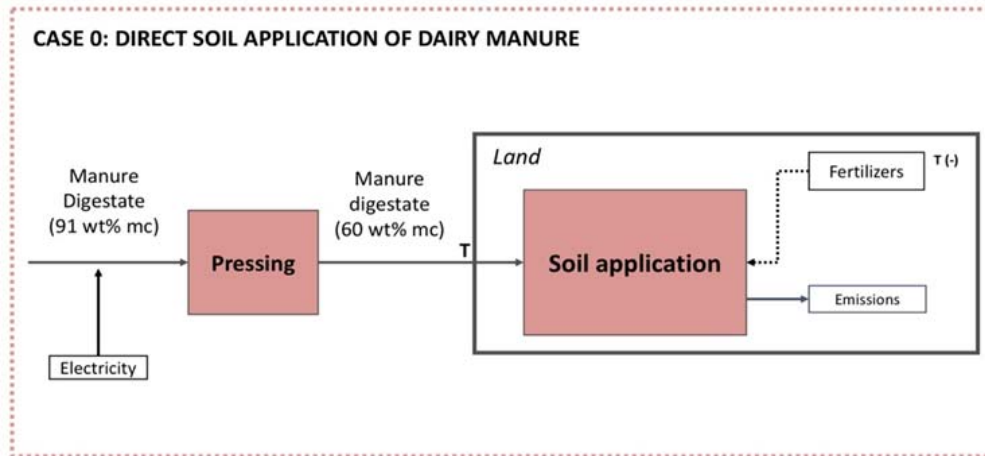 CASE 0: DIRECT SOIL APPLICATION OF DAIRY MANURE
Manure
Digestate
(91 wt% mc)
Electricity
Pressing
Manure
digestate
(60 wt% mc)
T
Land
Soil application
Fertilizers
T (-)
Emissions